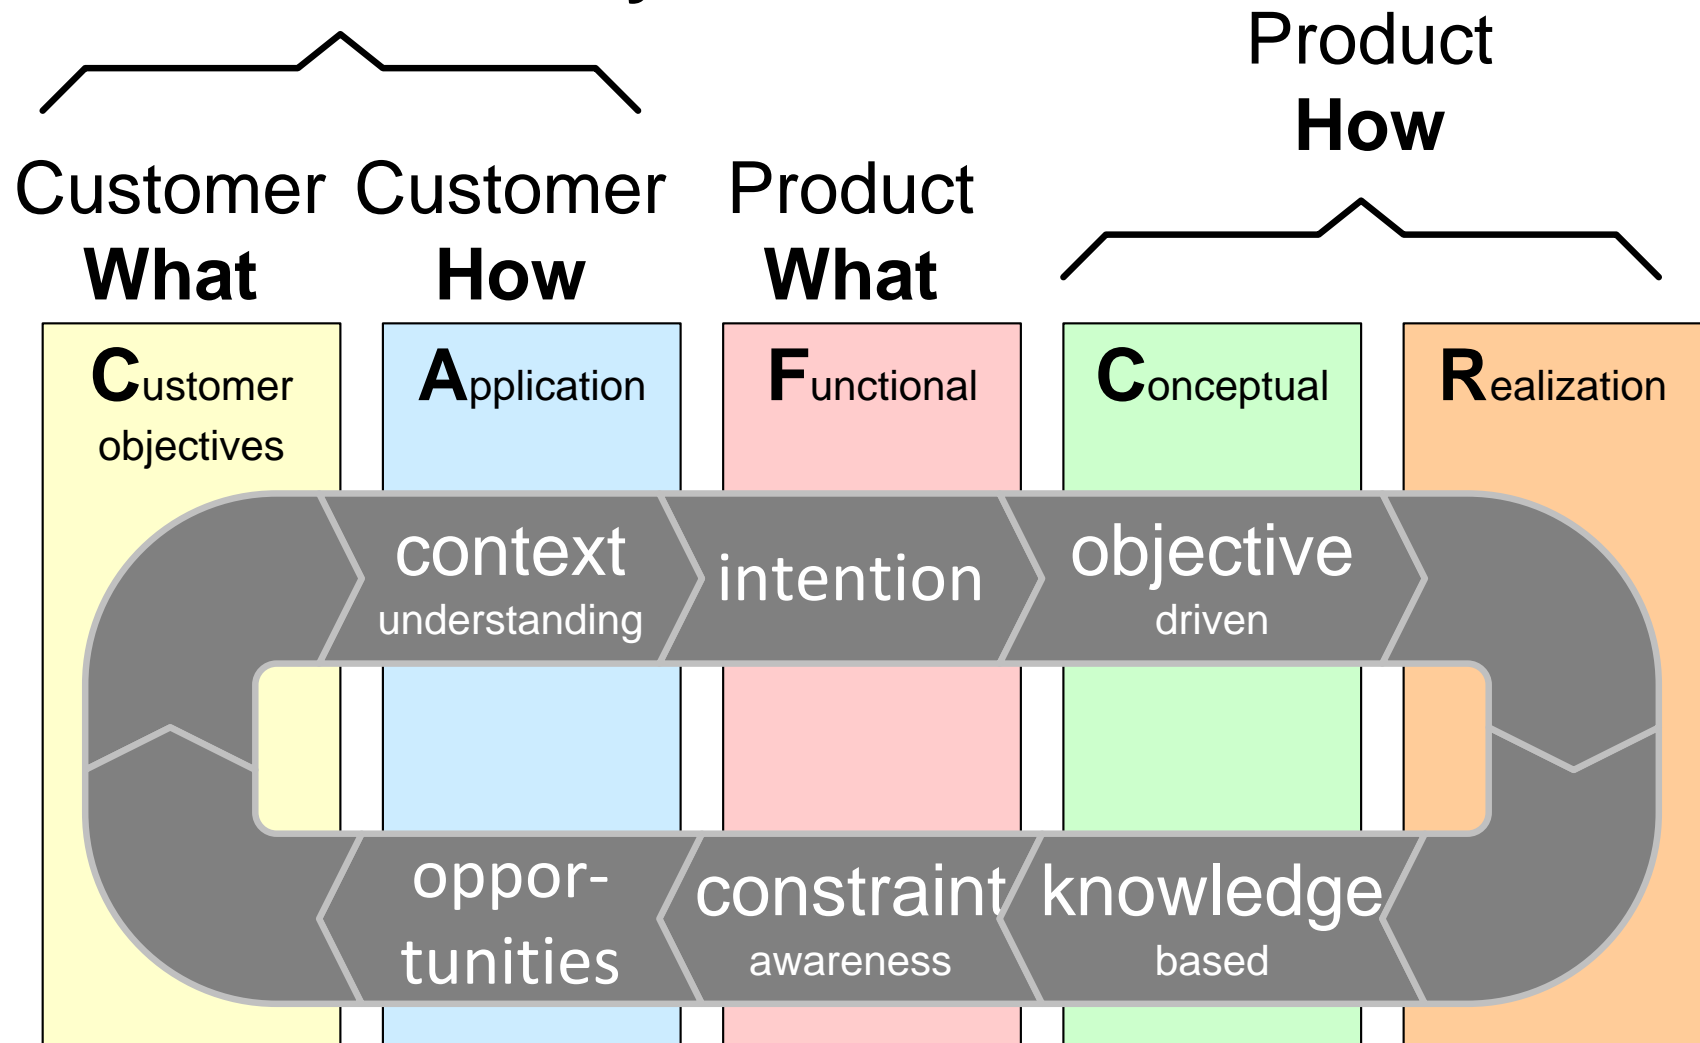 Product
How
Customer Customer Product
What How What
Customer Application Functional Conceptual Realization
objectives
context intention objective
understanding driven
oppor-
tunities
constraint knowledge
awareness based